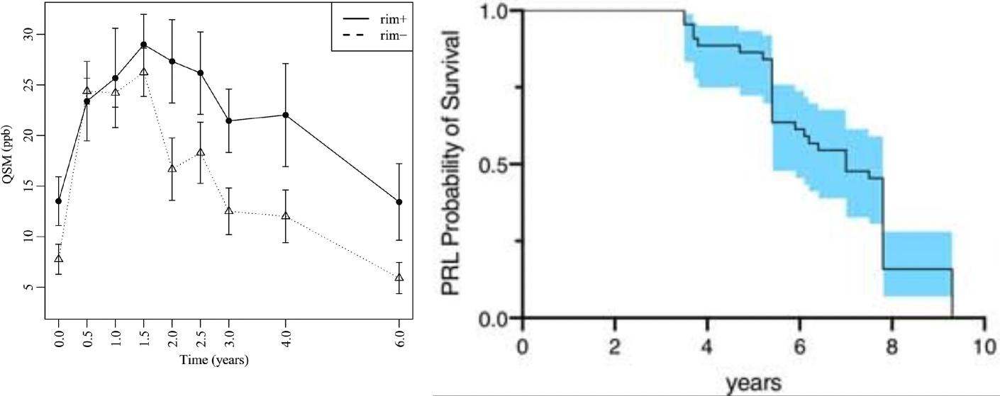 rim+
rim−
QSM (ppb)
30
25
20
15
10
5
0.0 0.5 1.0 1.5 2.0 2.5 3.0 4.0 6.0
Time (years)
PRL Probability of Survival
1.0
0.5
0.0
0 2 4 6 8 10
years